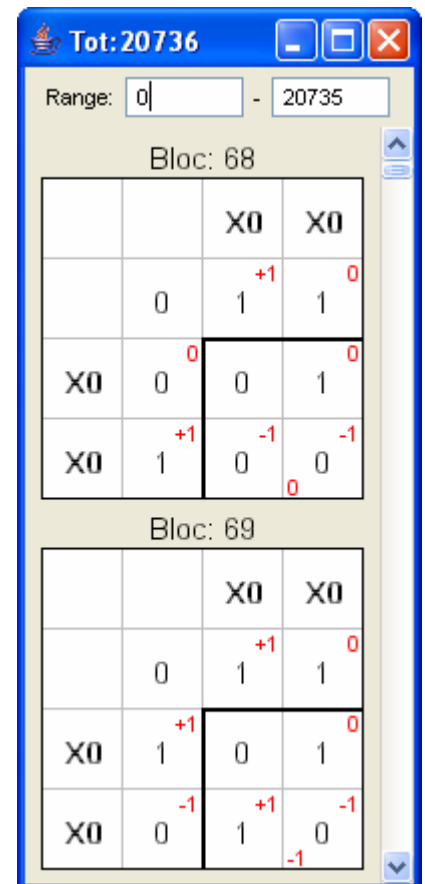 Tot:20736
Range: 0 - 20735
Bloc: 68
X0 X0
+1 0
0 1 1
0 0
X0 0 0 1
+1 -1 -1
X0 1 0 0
0
Bloc: 69
X0 X0
+1 0
0 1 1
+1 0
X0 1 0 1
-1 +1 -1
X0 0 1 0
-1